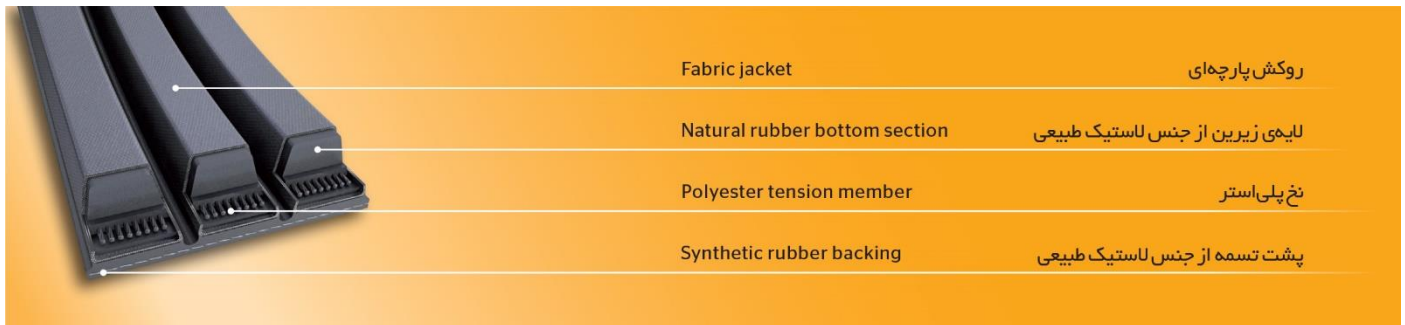 Fabric jacket روکش پارچه‌ای
Natural rubber bottom section لایه‌ی زیرین از جنس لاستیک طبیعی
Polyester tension member نخ پلی‌استر
Synthetic rubber backing پشت تسمه از جنس لاستیک طبیعی